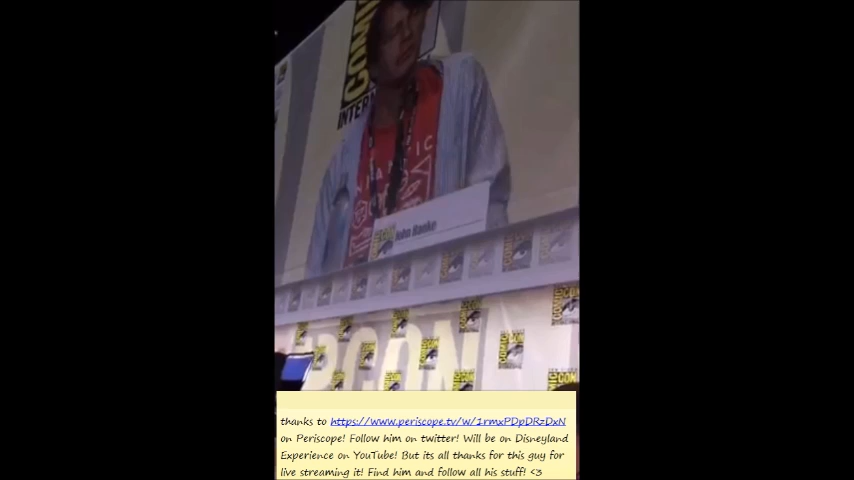 COMIC
INTER
John Hanke
CON
thanks to https://www.periscope.tv/w/1rmxPDpDRzDxN
on Periscope! Follow him on twitter! Will be on Disneyland
Experience on YouTube! But its all thanks for this guy for
live streaming it! Find him and follow all his stuff! <3